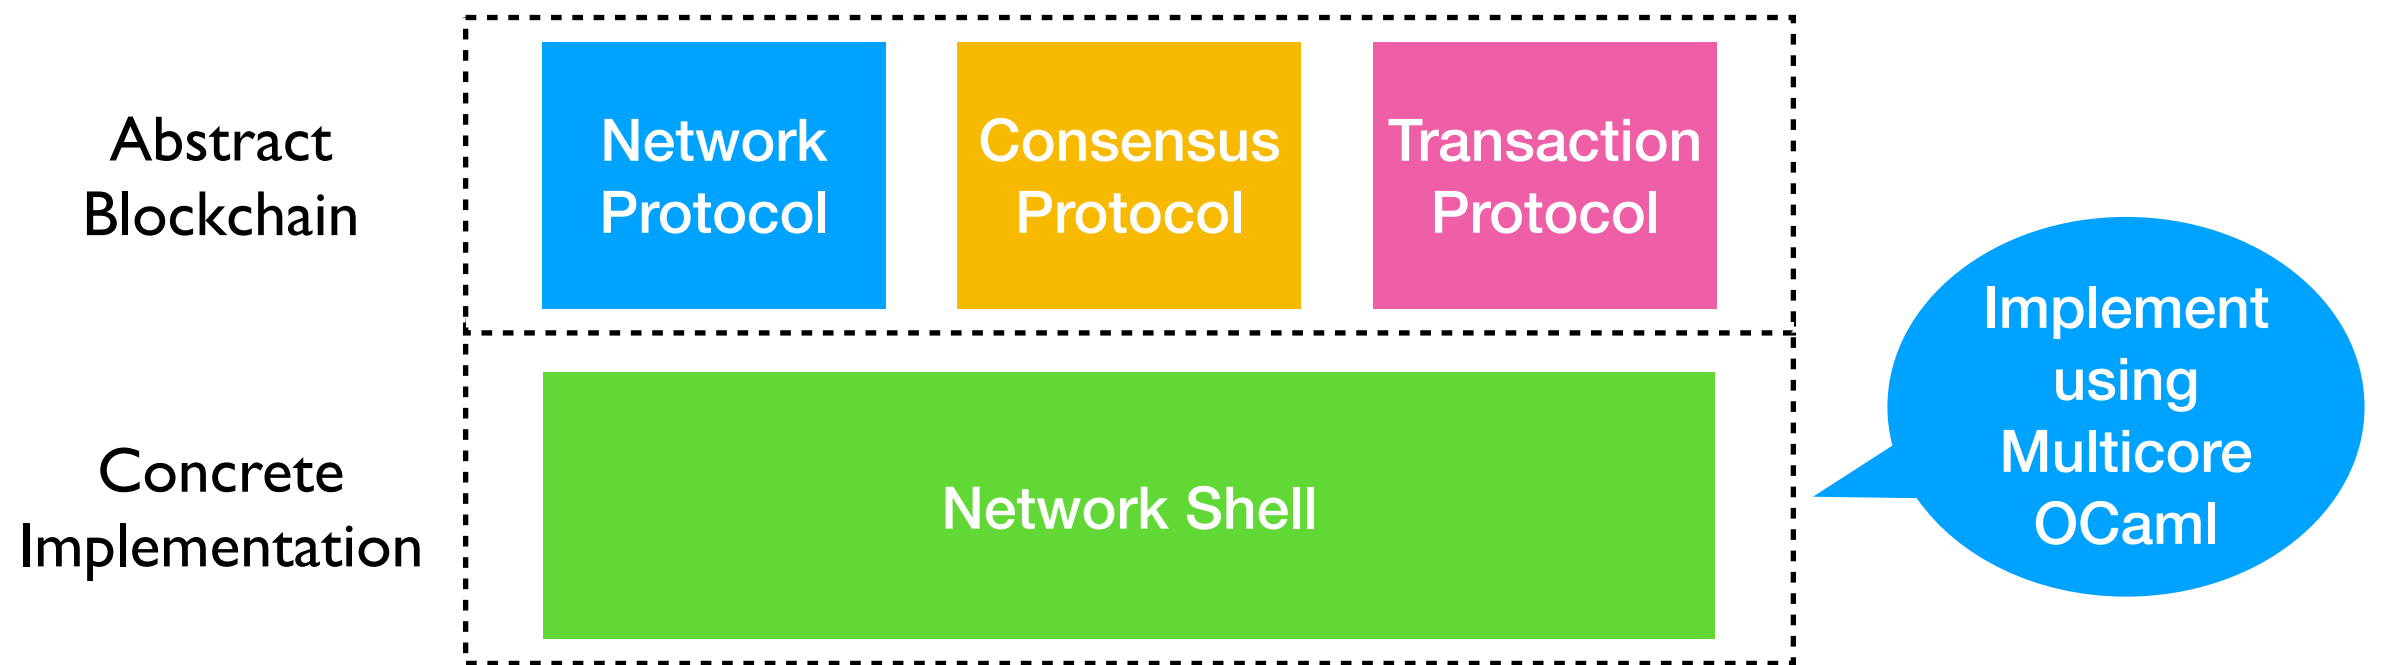 Abstract
Blockchain
Network
Protocol
Consensus
Protocol
Transaction
Protocol
Concrete
Implementation
Network Shell
Implement
using
Multicore
OCaml